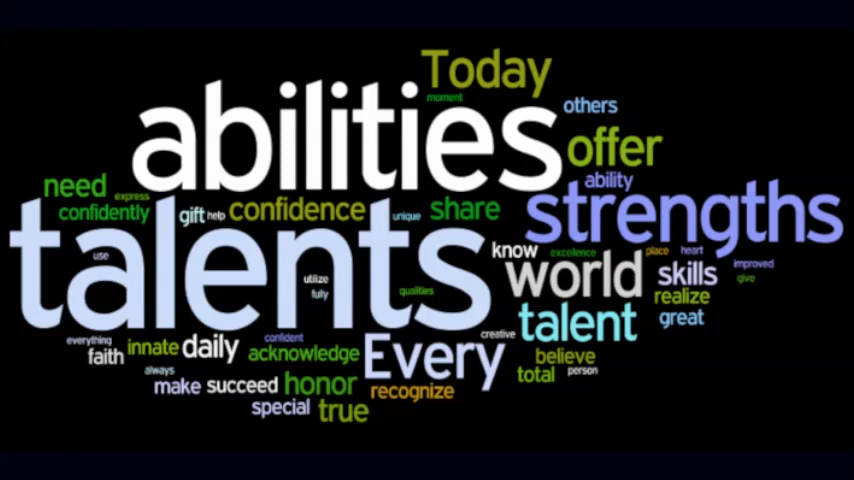 Today
moment
abilities
others
offer
ability
need
express
confidently
gift
help
confidence
unique
share
strengths
talents
use
utilize
fully
qualities
know
excellence
place
heart
improved
give
world
skills
realize
great
talent
everything
faith
innate
daily
confident
acknowledge
Every
creative
believe
total
person
always
make
succeed
honor
recognize
special
true